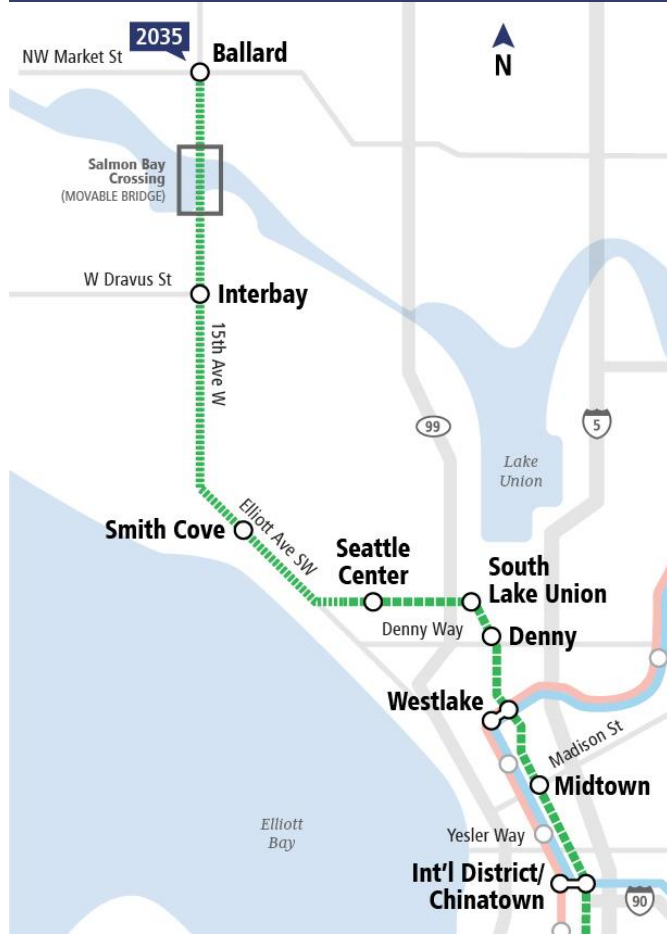 2035
Ballard
NW Market St
N
Salmon Bay
Crossing
(MOVABLE BRIDGE)
W Dravus St
Interbay
15th Ave W
99
5
Lake
Union
Smith Cove
Elliott Ave SW
Seattle
Center
South
Lake Union
Denny Way
Denny
Westlake
Madison St
Midtown
Elliott
Bay
Yesler Way
Int'l District/
Chinatown
90